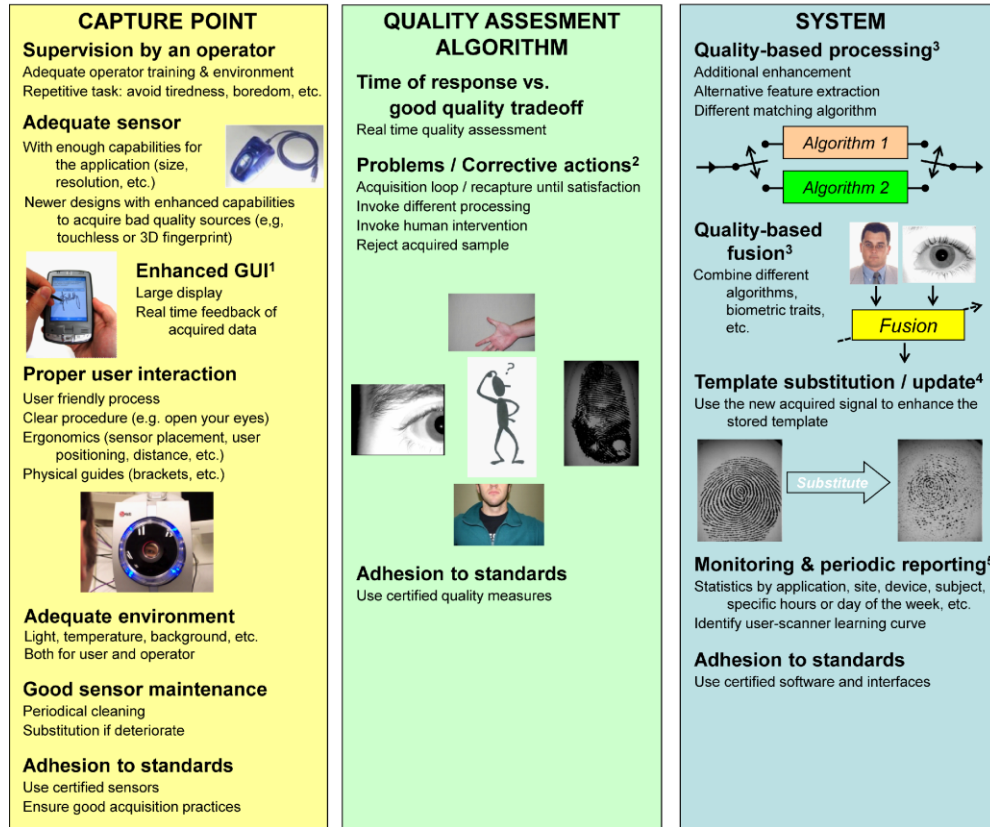 CAPTURE POINT
Supervision by an operator
Adequate operator training & environment
Repetitive task: avoid tiredness, boredom, etc.
Adequate sensor
With enough capabilities for
the application (size,
resolution, etc.)
Newer designs with enhanced capabilities
to acquire bad quality sources (e,g,
touchless or 3D fingerprint)
Enhanced GUI¹
Large display
Real time feedback of
acquired data
Proper user interaction
User friendly process
Clear procedure (e.g. open your eyes)
Ergonomics (sensor placement, user
positioning, distance, etc.)
Physical guides (brackets, etc.)
Adequate environment
Light, temperature, background, etc.
Both for user and operator
Good sensor maintenance
Periodical cleaning
Substitution if deteriorate
Adhesion to standards
Use certified sensors
Ensure good acquisition practices
QUALITY ASSESMENT
ALGORITHM
Time of response vs.
good quality tradeoff
Real time quality assessment
Problems / Corrective actions²
Acquisition loop / recapture until satisfaction
Invoke different processing
Invoke human intervention
Reject acquired sample
?
Adhesion to standards
Use certified quality measures
SYSTEM
Quality-based processing³
Additional enhancement
Alternative feature extraction
Different matching algorithm
Algorithm 1
Algorithm 2
Quality-based
fusion³
Combine different
algorithms,
biometric traits,
etc.
Fusion
Template substitution / update⁴
Use the new acquired signal to enhance the
stored template
Substitute
Monitoring & periodic reporting⁵
Statistics by application, site, device, subject,
specific hours or day of the week, etc.
Identify user-scanner learning curve
Adhesion to standards
Use certified software and interfaces